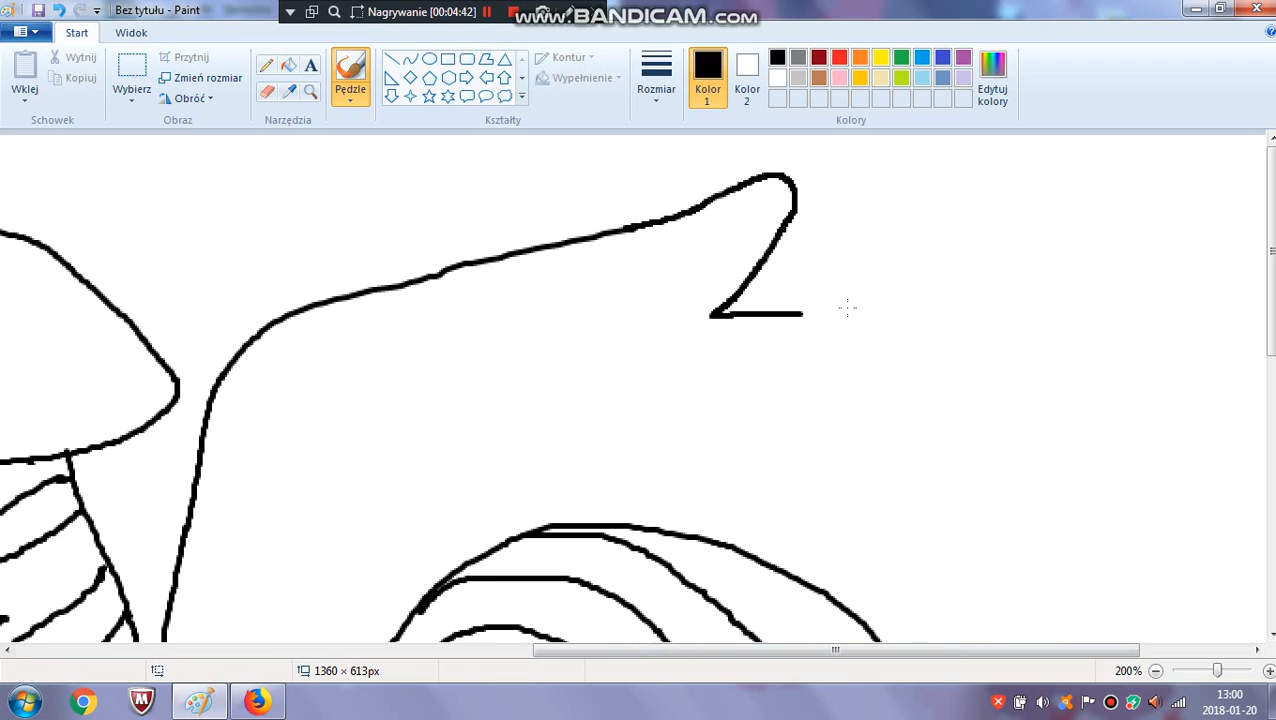 Bez tytułu - Paint
Nagrywanie [00:04:42]
www.BANDICAM.com
Start
Widok
Wklej
Wytnij
Kopiuj
Schowek
Wybierz
Przytnij
Zmień rozmiar
Obróć
Obraz
A
Narzędzia
Pędzle
Kontur
Wypełnienie
Kształty
Rozmiar
Kolor 1
Kolor 2
Edytuj kolory
Kolory
1360 × 613px
200%
13:00
2018-01-20